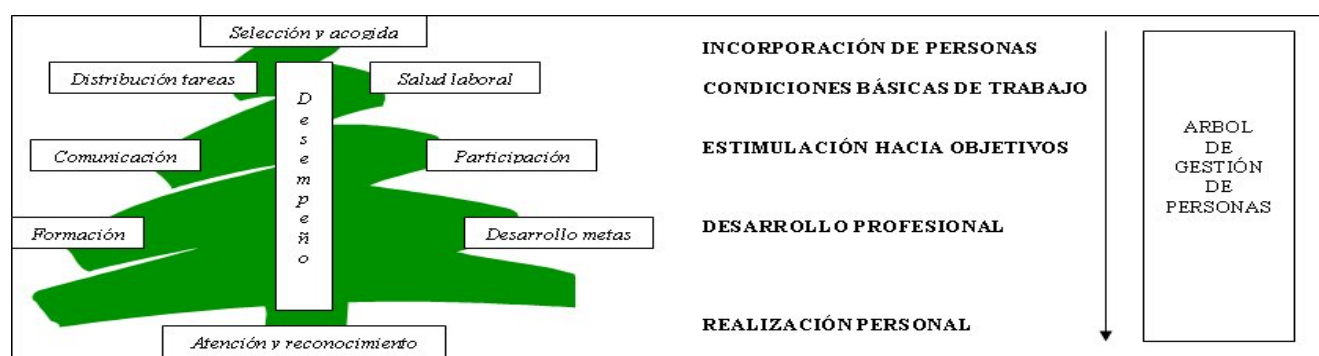 Selección y acogida
Distribución tareas
Salud laboral
Desempeño
Comunicación
Participación
Formación
Desarrollo metas
Atención y reconocimiento
INCORPORACIÓN DE PERSONAS
CONDICIONES BÁSICAS DE TRABAJO
ESTIMULACIÓN HACIA OBJETIVOS
DESARROLLO PROFESIONAL
REALIZACIÓN PERSONAL
ARBOL
DE
GESTIÓN
DE
PERSONAS